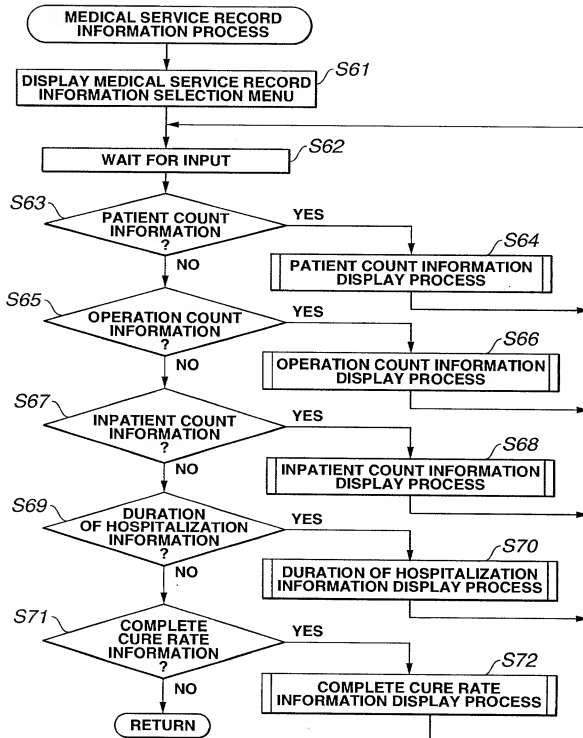 MEDICAL SERVICE RECORD
INFORMATION PROCESS
S61
DISPLAY MEDICAL SERVICE RECORD
INFORMATION SELECTION MENU
S62
WAIT FOR INPUT
S63
PATIENT COUNT
INFORMATION
?
YES
NO
S64
PATIENT COUNT INFORMATION
DISPLAY PROCESS
S65
OPERATION COUNT
INFORMATION
?
YES
NO
S66
OPERATION COUNT INFORMATION
DISPLAY PROCESS
S67
INPATIENT COUNT
INFORMATION
?
YES
NO
S68
INPATIENT COUNT INFORMATION
DISPLAY PROCESS
S69
DURATION
OF HOSPITALIZATION
INFORMATION
?
YES
NO
S70
DURATION OF HOSPITALIZATION
INFORMATION DISPLAY PROCESS
S71
COMPLETE
CURE RATE
INFORMATION
?
YES
NO
S72
COMPLETE CURE RATE
INFORMATION DISPLAY PROCESS
RETURN